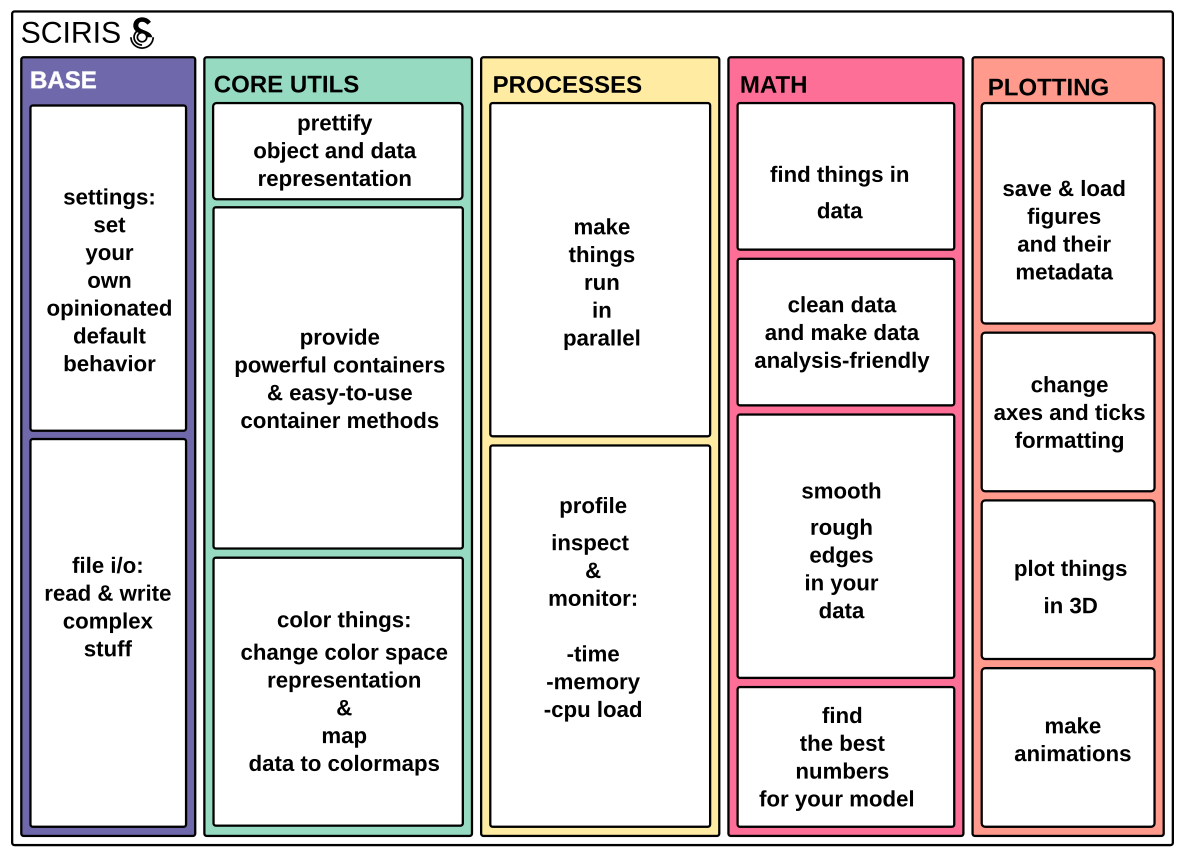 SCIRIS
BASE
settings:
set
your
own
opinionated
default
behavior
file i/o:
read & write
complex
stuff
CORE UTILS
prettify
object and data
representation
provide
powerful containers
& easy-to-use
container methods
color things:
change color space
representation
&
map
data to colormaps
PROCESSES
make
things
run
in
parallel
profile
inspect
&
monitor:
-time
-memory
-cpu load
MATH
find things in
data
clean data
and make data
analysis-friendly
smooth
rough
edges
in your
data
find
the best
numbers
for your model
PLOTTING
save & load
figures
and their
metadata
change
axes and ticks
formatting
plot things
in 3D
make
animations